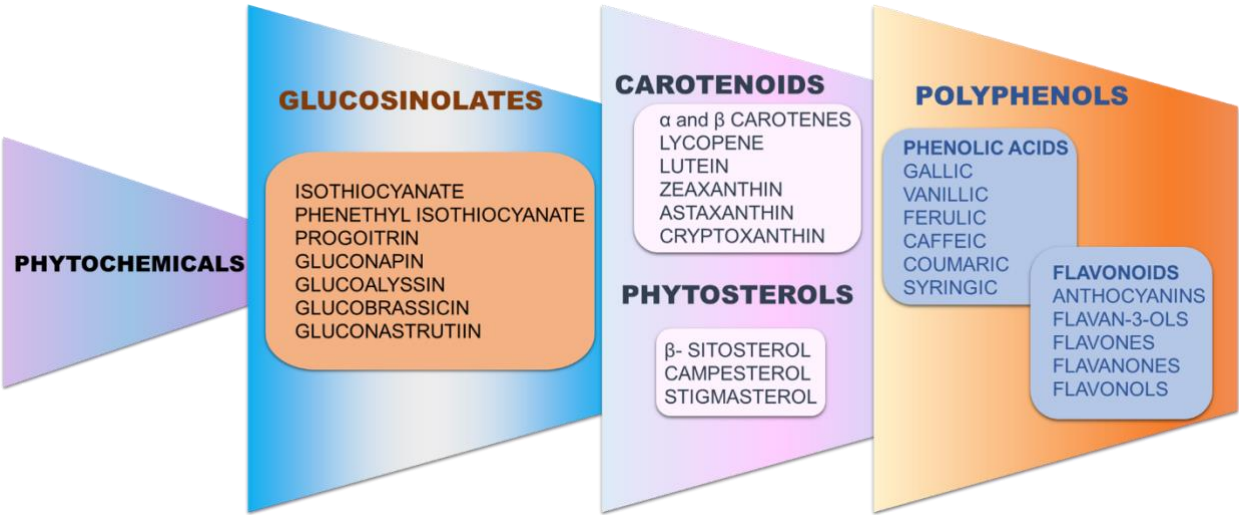 PHYTOCHEMICALS
GLUCOSINOLATES
ISOTHIOCYANATE
PHENETHYL ISOTHIOCYANATE
PROGOITRIN
GLUCONAPIN
GLUCOALYSSIN
GLUCOBRASSICIN
GLUCONASTRUTIIN
CAROTENOIDS
α and β CAROTENES
LYCOPENE
LUTEIN
ZEAXANTHIN
ASTAXANTHIN
CRYPTOXANTHIN
PHYTOSTEROLS
β- SITOSTEROL
CAMPESTEROL
STIGMASTEROL
POLYPHENOLS
PHENOLIC ACIDS
GALLIC
VANILLIC
FERULIC
CAFFEIC
COUMARIC
SYRINGIC
FLAVONOIDS
ANTHOCYANINS
FLAVAN-3-OLS
FLAVONES
FLAVANONES
FLAVONOLS